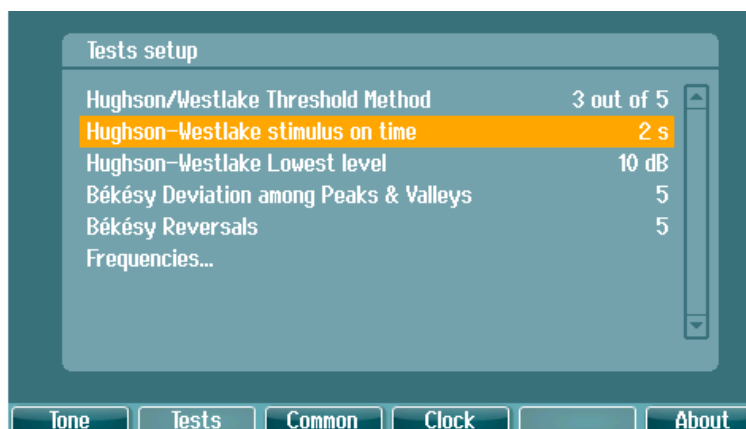 Tests setup
Hughson/Westlake Threshold Method 3 out of 5
Hughson-Westlake stimulus on time 2 s
Hughson-Westlake Lowest level 10 dB
Békésy Deviation among Peaks & Valleys 5
Békésy Reversals 5
Frequencies...
Tone Tests Common Clock About